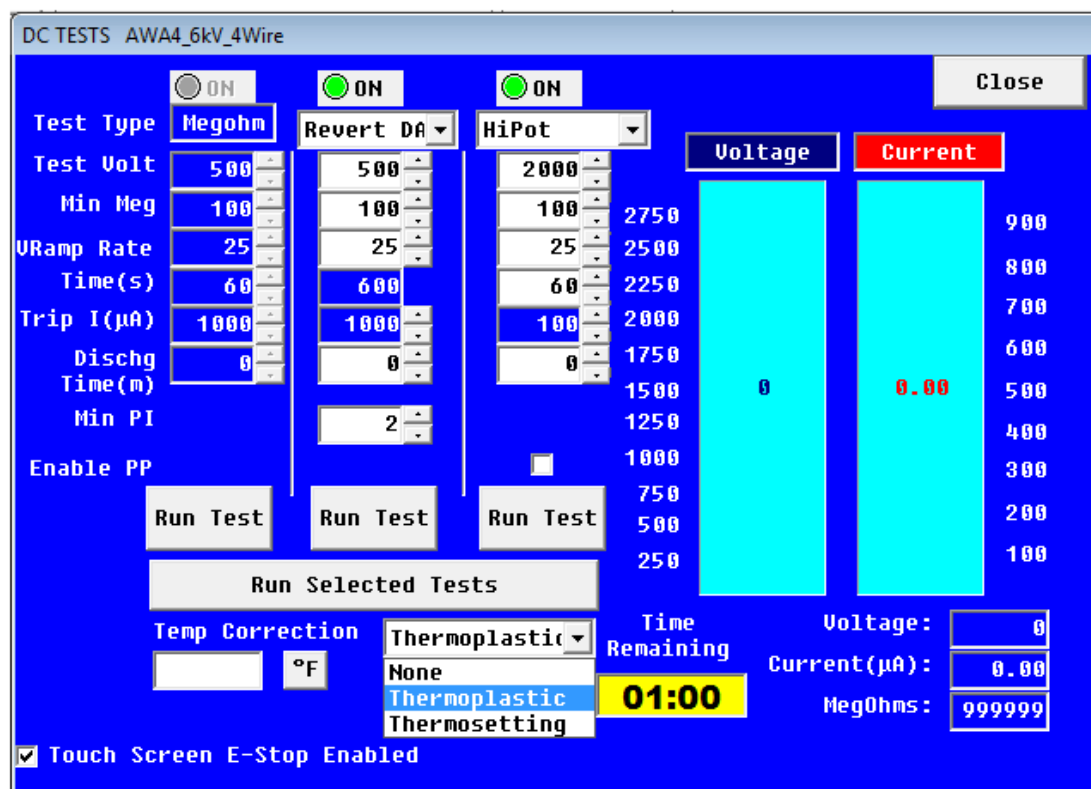 DC TESTS AWA4_6kV_4Wire
Close
ON ON ON
Test Type Megohm Revert DA HiPot
Voltage Current
Test Volt 500 500 2000
Min Meg 100 100 100
VRamp Rate 25 25 25
Time(s) 60 600 60
Trip I(µA) 1000 1000 100
Dischg
Time(m) 0 0 0
Min PI 2
Enable PP
2750
2500
2250
2000
1750
1500
1250
1000
750
500
250
0
0.00
900
800
700
600
500
400
300
200
100
Run Test Run Test Run Test
Run Selected Tests
Temp Correction
°F
Thermoplastic
None
Thermoplastic
Thermosetting
Time
Remaining
01:00
Voltage: 0
Current(µA): 0.00
MegOhms: 999999
Touch Screen E-Stop Enabled